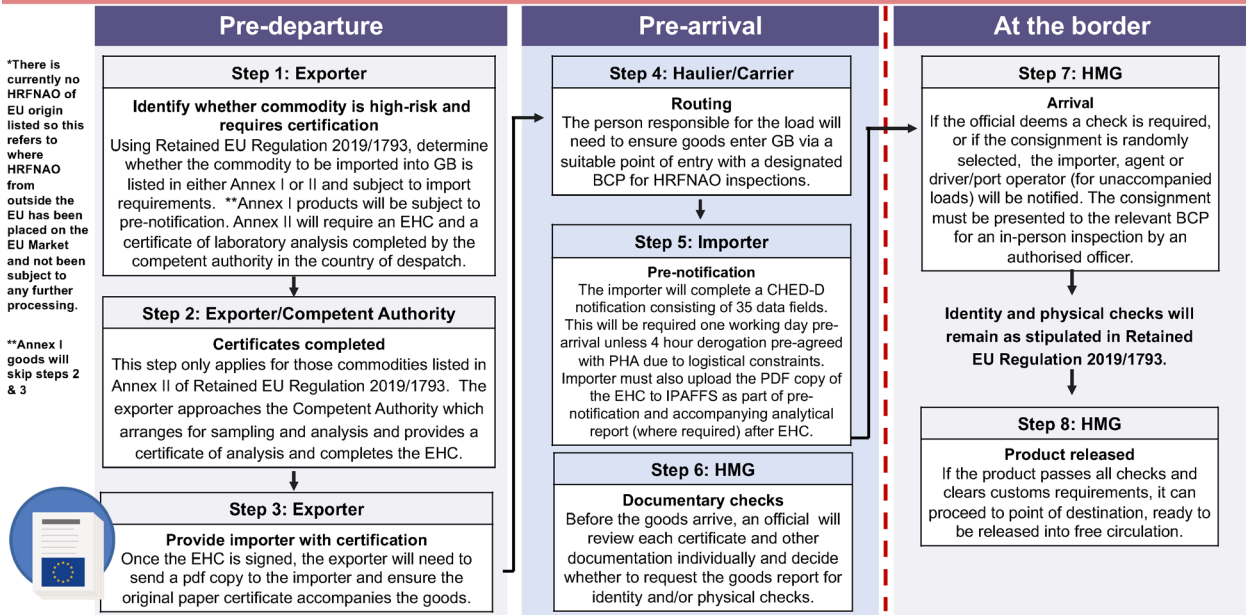 Pre-departure
Pre-arrival
At the border
*There is
currently no
HRFNAO of
EU origin
listed so this
refers to
where
HRFNAO
from
outside the
EU has been
placed on the
EU Market
and not been
subject to
any further
processing.
**Annex I
goods will
skip steps 2
& 3
Step 1: Exporter
Identify whether commodity is high-risk and
requires certification
Using Retained EU Regulation 2019/1793, determine
whether the commodity to be imported into GB is
listed in either Annex I or II and subject to import
requirements. **Annex I products will be subject to
pre-notification. Annex II will require an EHC and a
certificate of laboratory analysis completed by the
competent authority in the country of despatch.
Step 2: Exporter/Competent Authority
Certificates completed
This step only applies for those commodities listed in
Annex II of Retained EU Regulation 2019/1793. The
exporter approaches the Competent Authority which
arranges for sampling and analysis and provides a
certificate of analysis and completes the EHC.
Step 3: Exporter
Provide importer with certification
Once the EHC is signed, the exporter will need to
send a pdf copy to the importer and ensure the
original paper certificate accompanies the goods.
Step 4: Haulier/Carrier
Routing
The person responsible for the load will
need to ensure goods enter GB via a
suitable point of entry with a designated
BCP for HRFNAO inspections.
Step 5: Importer
Pre-notification
The importer will complete a CHED-D
notification consisting of 35 data fields.
This will be required one working day pre-
arrival unless 4 hour derogation pre-agreed
with PHA due to logistical constraints.
Importer must also upload the PDF copy of
the EHC to IPAFFS as part of pre-
notification and accompanying analytical
report (where required) after EHC.
Step 6: HMG
Documentary checks
Before the goods arrive, an official will
review each certificate and other
documentation individually and decide
whether to request the goods report for
identity and/or physical checks.
Step 7: HMG
Arrival
If the official deems a check is required,
or if the consignment is randomly
selected, the importer, agent or
driver/port operator (for unaccompanied
loads) will be notified. The consignment
must be presented to the relevant BCP
for an in-person inspection by an
authorised officer.
Identity and physical checks will
remain as stipulated in Retained
EU Regulation 2019/1793.
Step 8: HMG
Product released
If the product passes all checks and
clears customs requirements, it can
proceed to point of destination, ready to
be released into free circulation.